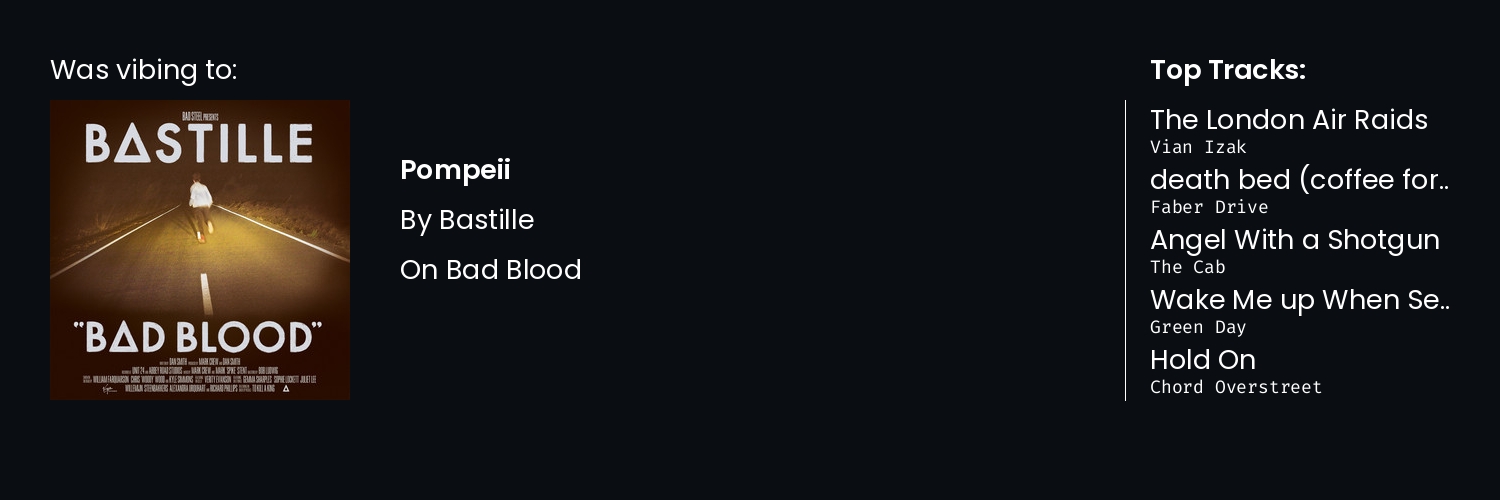 Was vibing to:
BAD STEEL PRESENTS
BASTILLE
"BAD BLOOD"
Pompeii
By Bastille
On Bad Blood
Top Tracks:
The London Air Raids
Vian Izak
death bed (coffee for..
Faber Drive
Angel With a Shotgun
The Cab
Wake Me up When Se..
Green Day
Hold On
Chord Overstreet